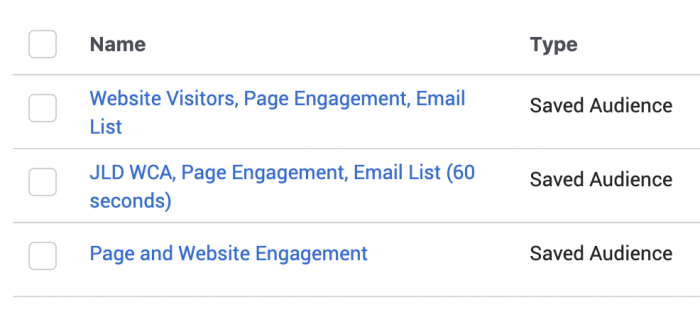 Name Type
Website Visitors, Page Engagement, Email Saved Audience
List
JLD WCA, Page Engagement, Email List (60 Saved Audience
seconds)
Page and Website Engagement Saved Audience